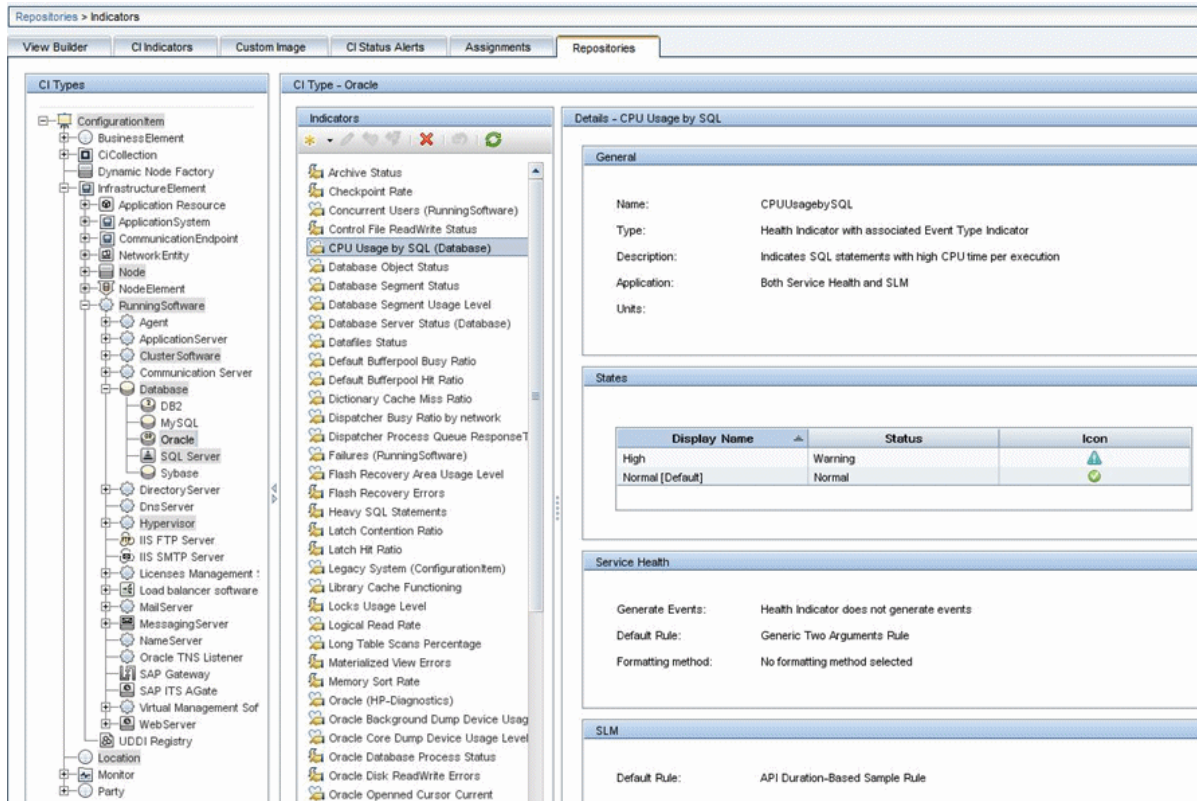 Repositories > Indicators
View Builder
CI Indicators
Custom Image
CI Status Alerts
Assignments
Repositories
CI Types
ConfigurationItem
BusinessElement
CiCollection
Dynamic Node Factory
InfrastructureElement
Application Resource
ApplicationSystem
CommunicationEndpoint
NetworkEntity
Node
NodeElement
RunningSoftware
Agent
ApplicationServer
ClusterSoftware
Communication Server
Database
DB2
MySQL
Oracle
SQL Server
Sybase
DirectoryServer
DnsServer
Hypervisor
IIS FTP Server
IIS SMTP Server
Licenses Management
Load balancer software
MailServer
MessagingServer
NameServer
Oracle TNS Listener
SAP Gateway
SAP ITS AGate
Virtual Management Sof
WebServer
UDDI Registry
Location
Monitor
Party
CI Type - Oracle
Indicators
Archive Status
Checkpoint Rate
Concurrent Users (RunningSoftware)
Control File ReadWrite Status
CPU Usage by SQL (Database)
Database Object Status
Database Segment Status
Database Segment Usage Level
Database Server Status (Database)
Datafiles Status
Default Bufferpool Busy Ratio
Default Bufferpool Hit Ratio
Dictionary Cache Miss Ratio
Dispatcher Busy Ratio by network
Dispatcher Process Queue ResponseT
Failures (RunningSoftware)
Flash Recovery Area Usage Level
Flash Recovery Errors
Heavy SQL Statements
Latch Contention Ratio
Latch Hit Ratio
Legacy System (ConfigurationItem)
Library Cache Functioning
Locks Usage Level
Logical Read Rate
Long Table Scans Percentage
Materialized View Errors
Memory Sort Rate
Oracle (HP-Diagnostics)
Oracle Background Dump Device Usag
Oracle Core Dump Device Usage Level
Oracle Database Process Status
Oracle Disk ReadWrite Errors
Oracle Openned Cursor Current
Details - CPU Usage by SQL
General
Name: CPUUsagebySQL
Type: Health Indicator with associated Event Type Indicator
Description: Indicates SQL statements with high CPU time per execution
Application: Both Service Health and SLM
Units:
States
Display Name Status Icon
High Warning
Normal [Default] Normal
Service Health
Generate Events: Health Indicator does not generate events
Default Rule: Generic Two Arguments Rule
Formatting method: No formatting method selected
SLM
Default Rule: API Duration-Based Sample Rule